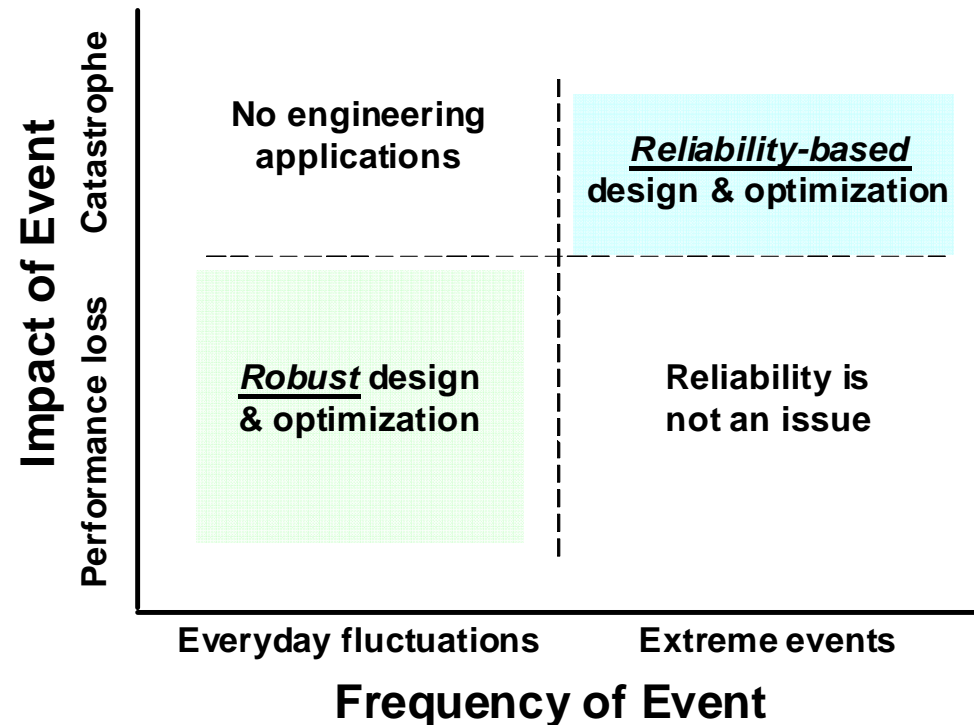 Impact of Event
Catastrophe
Performance loss
No engineering
applications
Reliability-based
design & optimization
Robust design
& optimization
Reliability is
not an issue
Everyday fluctuations
Extreme events
Frequency of Event